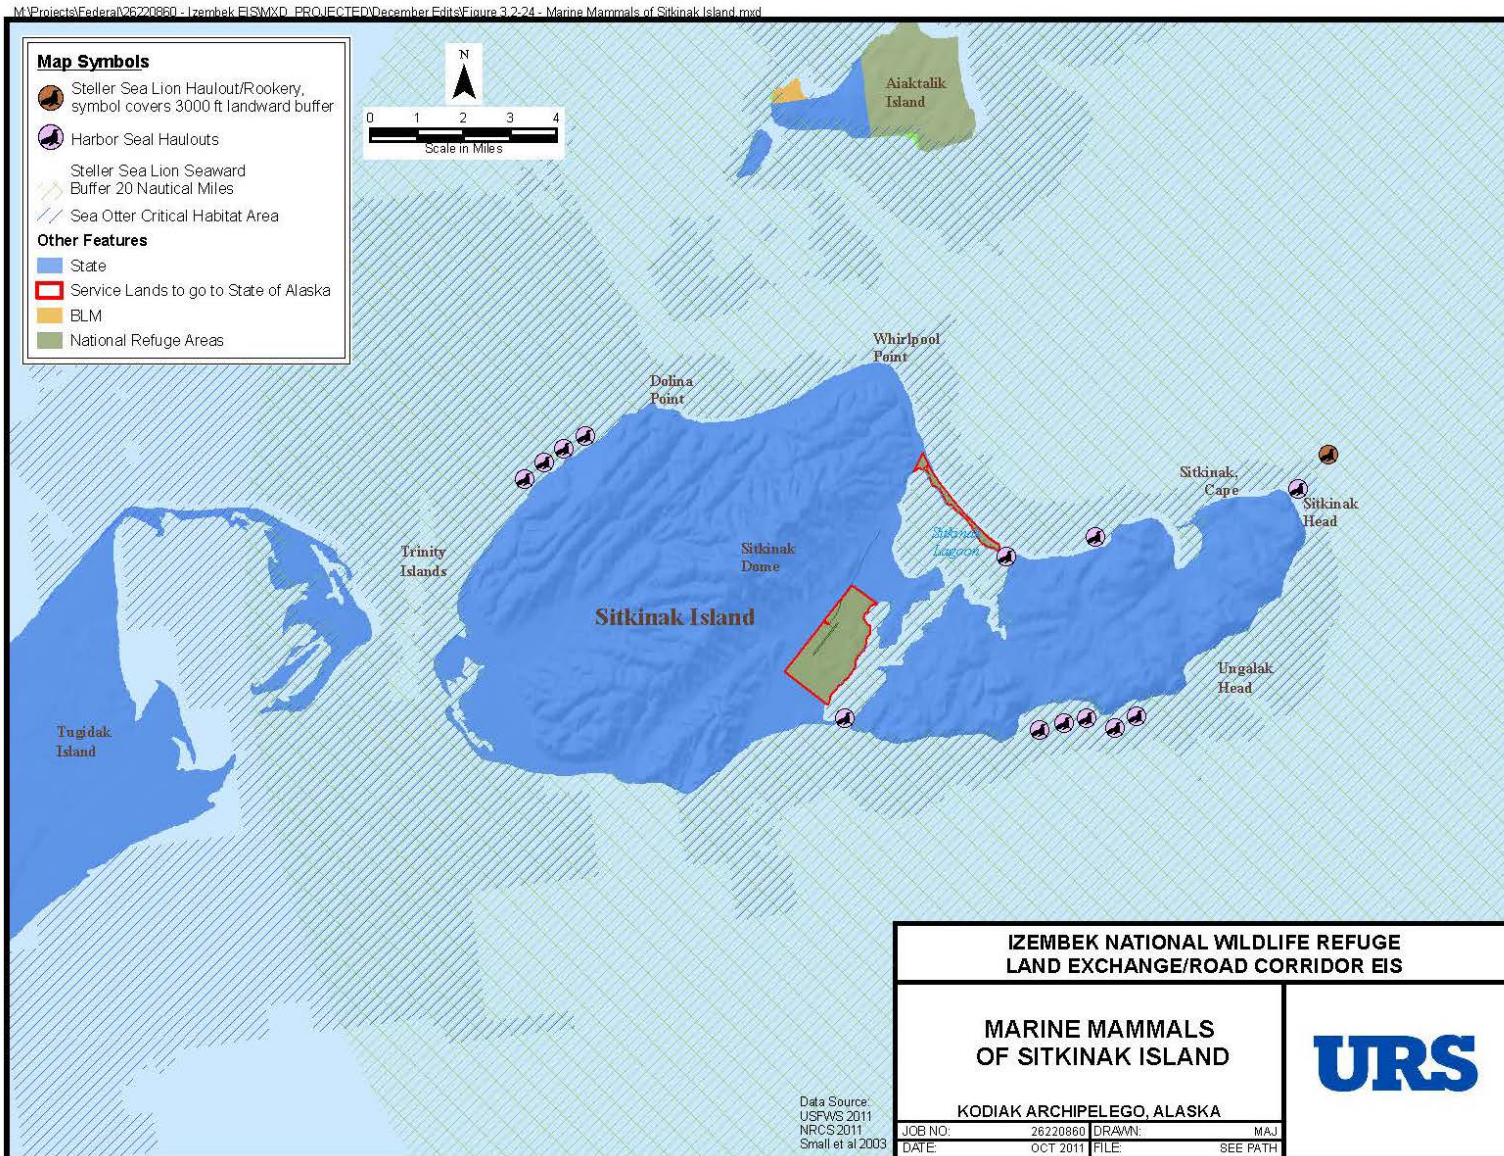 M:\Projects\Federal\26220860 - Izembek EIS\MXD_PROJECTED\December Edits\Figure 3.2-24 - Marine Mammals of Sitkinak Island.mxd
Map Symbols
Steller Sea Lion Haulout/Rookery,
symbol covers 3000 ft landward buffer
Harbor Seal Haulouts
Steller Sea Lion Seaward
Buffer 20 Nautical Miles
Sea Otter Critical Habitat Area
Other Features
State
Service Lands to go to State of Alaska
BLM
National Refuge Areas
N
0 1 2 3 4
Scale in Miles
Aiaktalik
Island
Whirlpool
Point
Dolina
Point
Sitkinak,
Cape
Sitkinak
Head
Trinity
Islands
Sitkinak
Dome
Sitkinak
Lagoon
Sitkinak Island
Ungalak
Head
Tugidak
Island
IZEMBEK NATIONAL WILDLIFE REFUGE
LAND EXCHANGE/ROAD CORRIDOR EIS
MARINE MAMMALS
OF SITKINAK ISLAND
KODIAK ARCHIPELEGO, ALASKA
URS
Data Source:
USFWS 2011
NRCS 2011
Small et al 2003
JOB NO: 26220860 DRAWN: MAJ
DATE: OCT 2011 FILE: SEE PATH